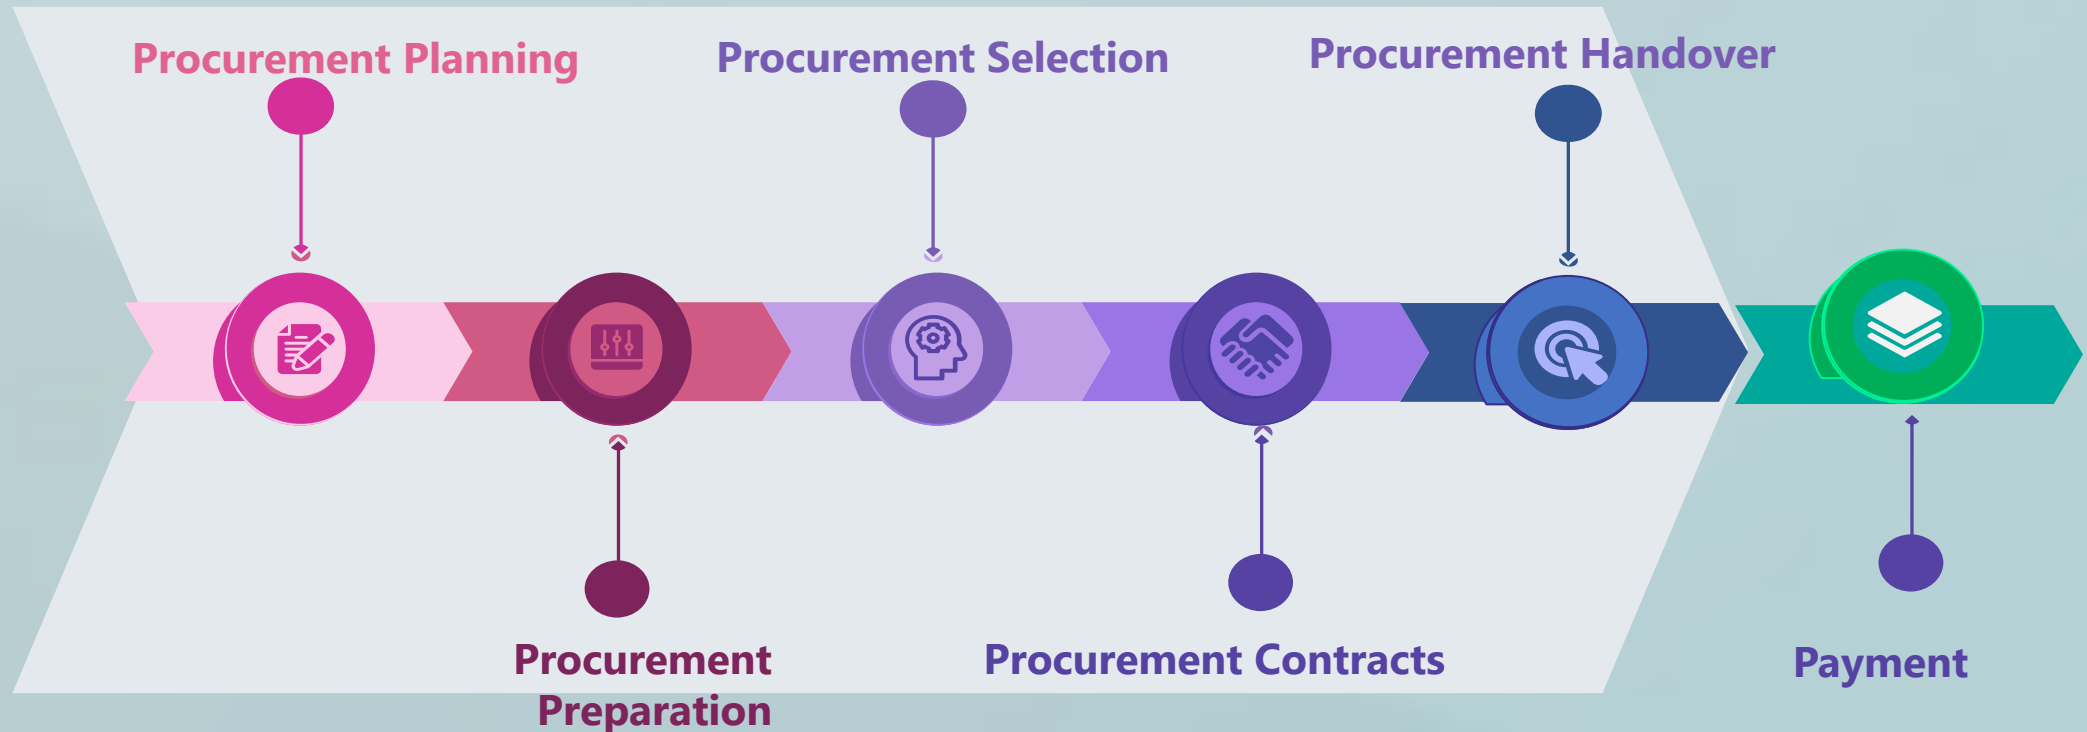 Procurement Planning
Procurement Selection
Procurement Handover
Procurement
Preparation
Procurement Contracts
Payment